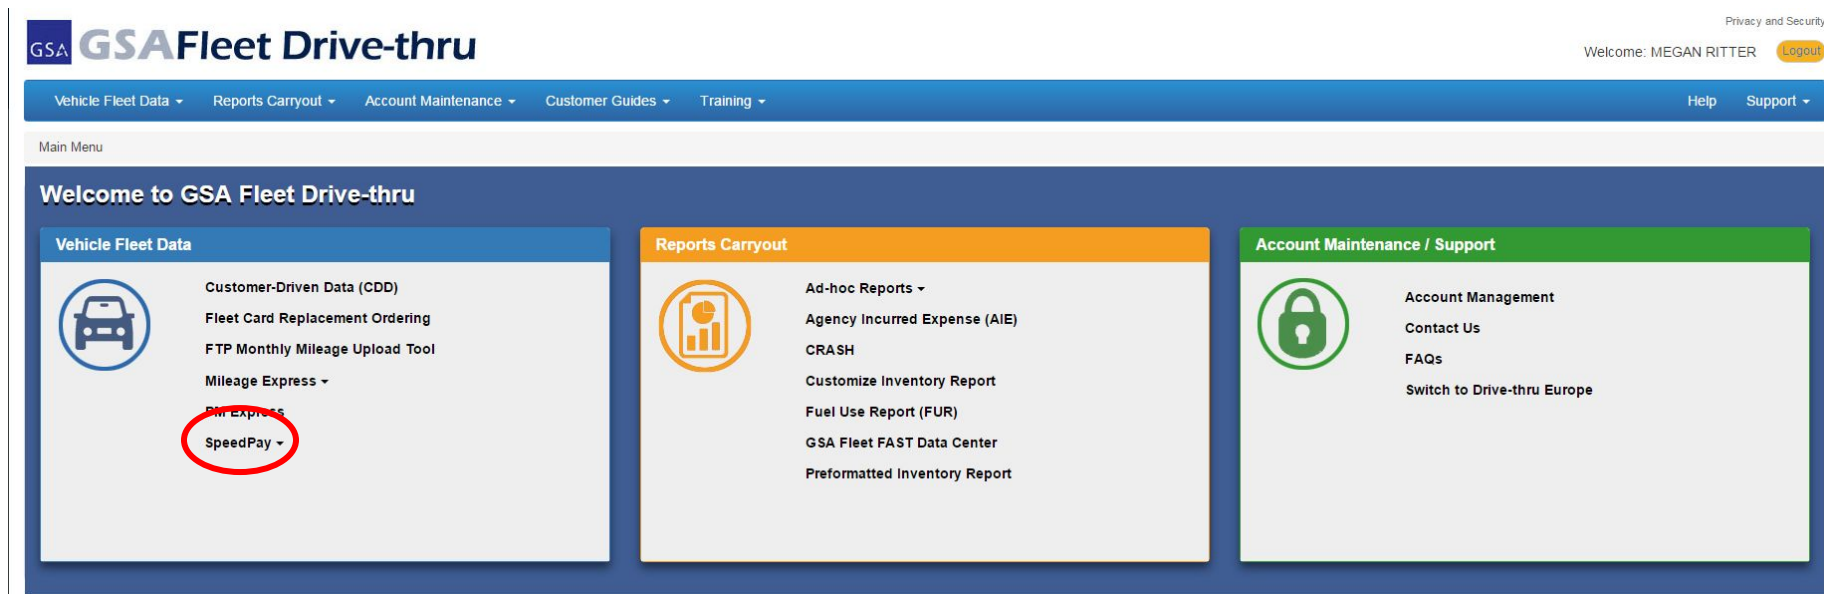 Privacy and Security
GSA GSAFleet Drive-thru
Welcome: MEGAN RITTER Logout
Vehicle Fleet Data Reports Carryout Account Maintenance Customer Guides Training Help Support
Main Menu
Welcome to GSA Fleet Drive-thru
Vehicle Fleet Data
Customer-Driven Data (CDD)
Fleet Card Replacement Ordering
FTP Monthly Mileage Upload Tool
Mileage Express
PM Express
SpeedPay
Reports Carryout
Ad-hoc Reports
Agency Incurred Expense (AIE)
CRASH
Customize Inventory Report
Fuel Use Report (FUR)
GSA Fleet FAST Data Center
Preformatted Inventory Report
Account Maintenance / Support
Account Management
Contact Us
FAQs
Switch to Drive-thru Europe